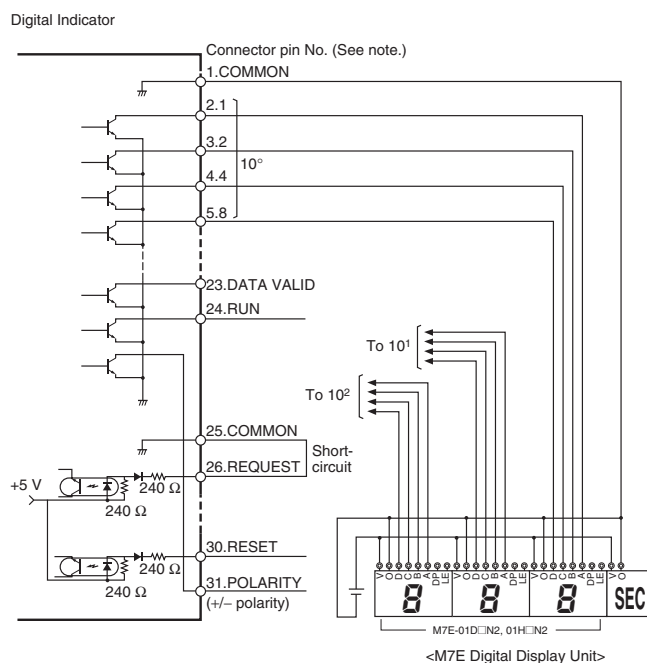 Digital Indicator
Connector pin No. (See note.)
1.COMMON
2.1
3.2
10°
4.4
5.8
23.DATA VALID
24.RUN
To 10¹
To 10²
25.COMMON
Short-
circuit
26.REQUEST
+5 V
240 Ω
240 Ω
30.RESET
240 Ω
240 Ω
31.POLARITY
(+/− polarity)
V O D C B A DP LE V O D C B A DP LE V O D C B A DP LE V O
8 8 8 SEC
M7E-01D□N2, 01H□N2
<M7E Digital Display Unit>